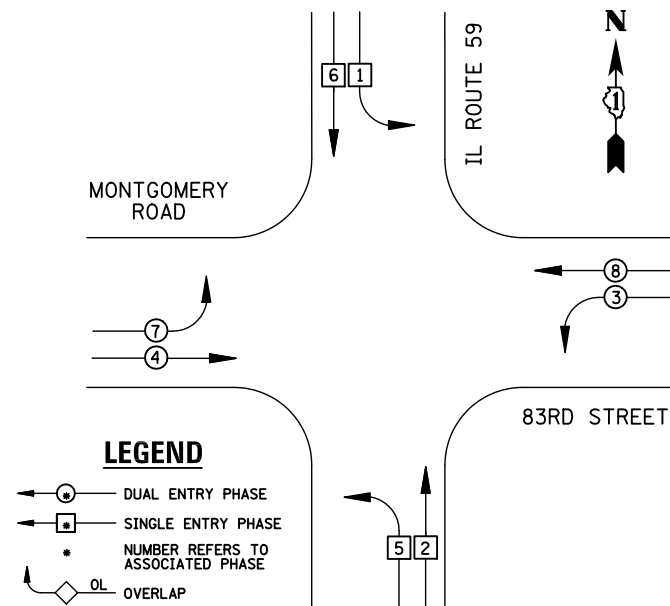 6 1
IL ROUTE 59
N
1
MONTGOMERY
ROAD
8
3
7
4
83RD STREET
LEGEND
* DUAL ENTRY PHASE
* SINGLE ENTRY PHASE
* NUMBER REFERS TO
ASSOCIATED PHASE
OL OVERLAP
5 2